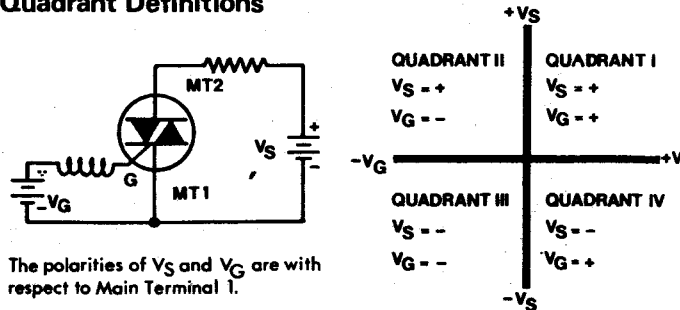 Quadrant Definitions
MT2
VS
+
-
G
MT1
- VG
The polarities of VS and VG are with
respect to Main Terminal 1.
+VS
QUADRANT II
VS = +
VG = -
QUADRANT I
VS = +
VG = +
-VG
+V
QUADRANT III
VS = -
VG = -
QUADRANT IV
VS = -
VG = +
-VS